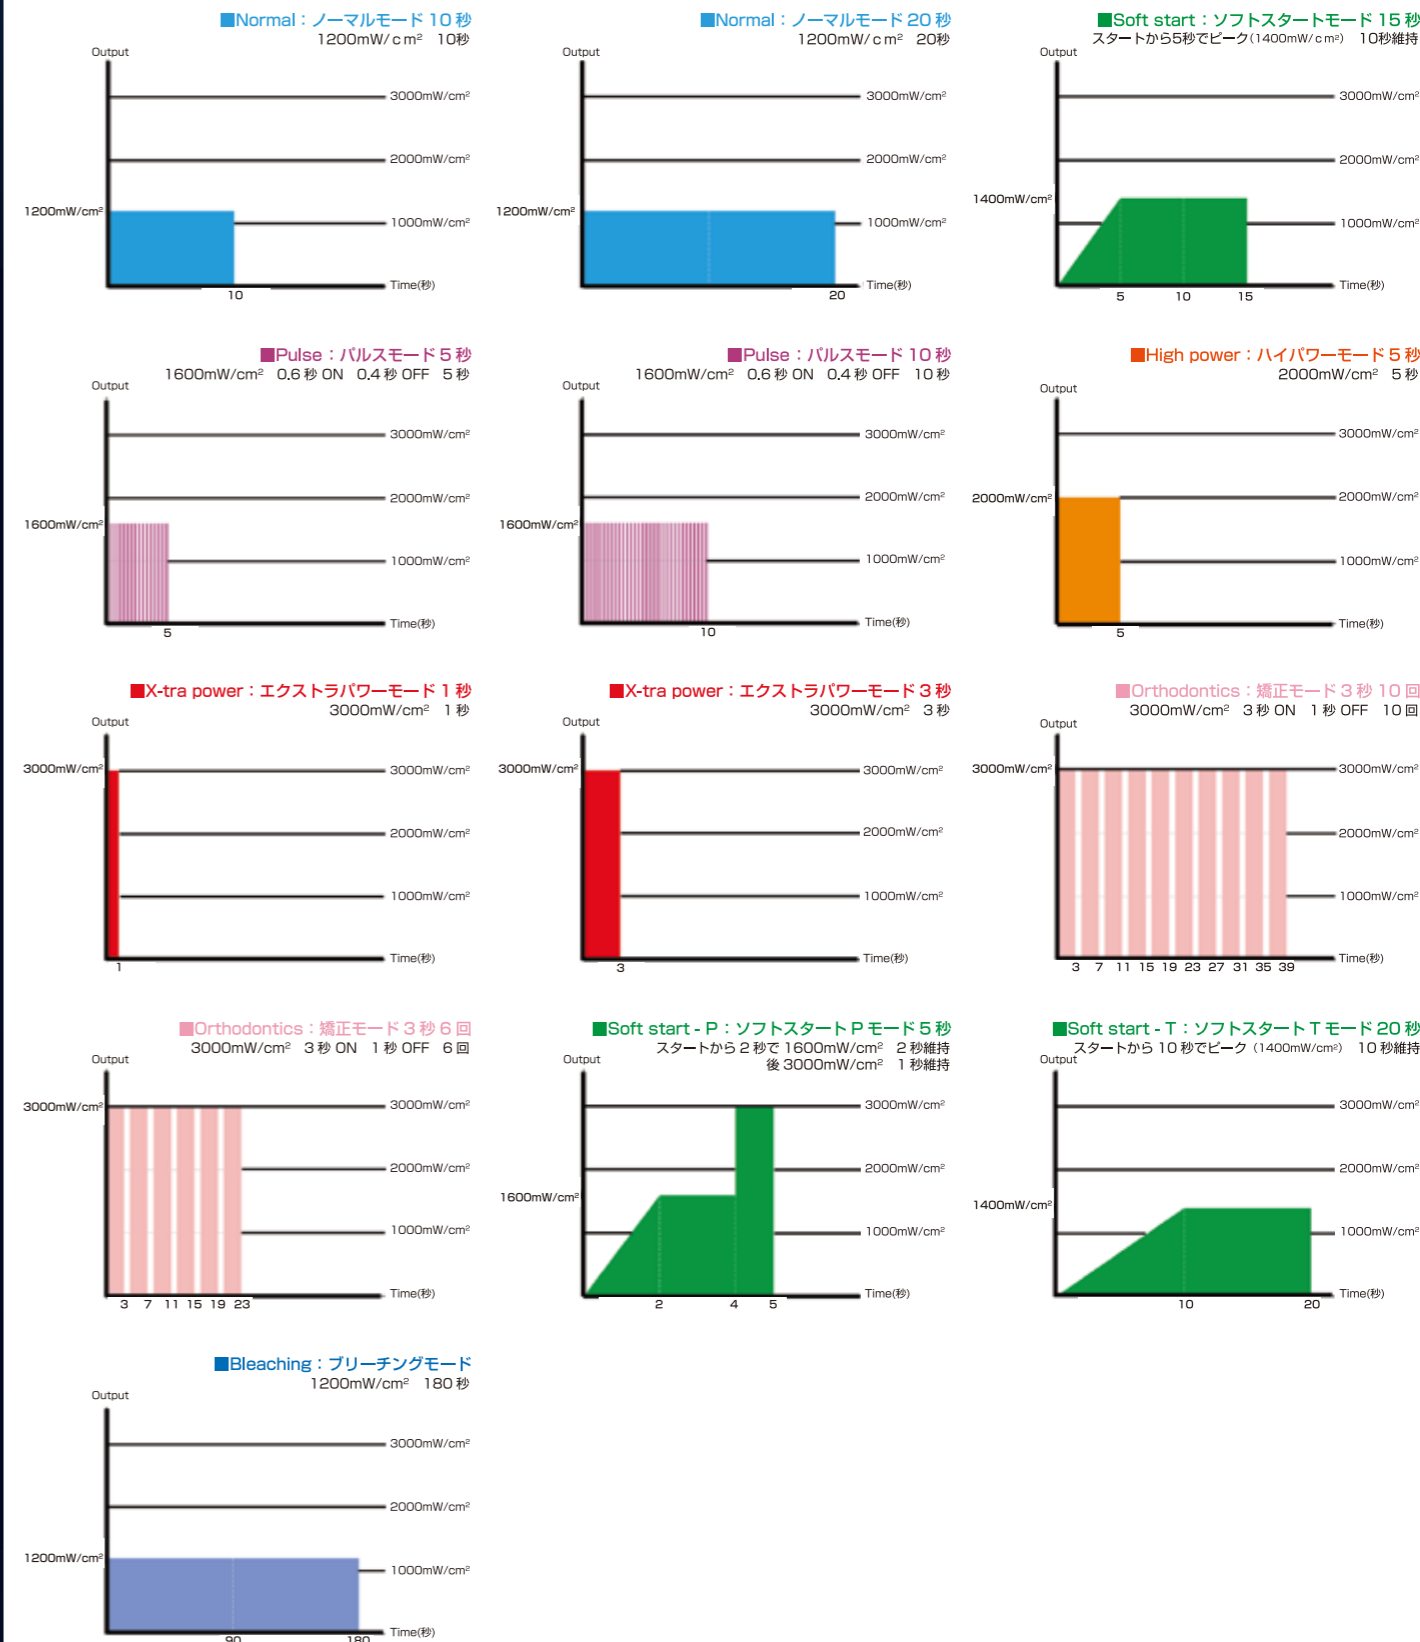 ■Normal：ノーマルモード 10 秒
1200mW/ｃｍ² 10秒
Output
3000mW/cm²
2000mW/cm²
1200mW/cm²
1000mW/cm²
Time(秒)
10
■Normal：ノーマルモード 20 秒
1200mW/ｃｍ² 20秒
Output
3000mW/cm²
2000mW/cm²
1200mW/cm²
1000mW/cm²
Time(秒)
20
■Soft start：ソフトスタートモード 15 秒
スタートから5秒でピーク(1400mW/ｃｍ²) 10秒維持
Output
3000mW/cm²
2000mW/cm²
1400mW/cm²
1000mW/cm²
Time(秒)
5 10 15
■Pulse：パルスモード 5 秒
1600mW/cm² 0.6 秒 ON 0.4 秒 OFF 5 秒
Output
3000mW/cm²
2000mW/cm²
1600mW/cm²
1000mW/cm²
Time(秒)
5
■Pulse：パルスモード 10 秒
1600mW/cm² 0.6 秒 ON 0.4 秒 OFF 10 秒
Output
3000mW/cm²
2000mW/cm²
1600mW/cm²
1000mW/cm²
Time(秒)
10
■High power：ハイパワーモード 5 秒
2000mW/cm² 5 秒
Output
3000mW/cm²
2000mW/cm²
2000mW/cm²
1000mW/cm²
Time(秒)
5
■X-tra power：エクストラパワーモード 1 秒
3000mW/cm² 1 秒
Output
3000mW/cm²
3000mW/cm²
2000mW/cm²
1000mW/cm²
Time(秒)
1
■X-tra power：エクストラパワーモード 3 秒
3000mW/cm² 3 秒
Output
3000mW/cm²
3000mW/cm²
2000mW/cm²
1000mW/cm²
Time(秒)
3
■Orthodontics：矯正モード 3 秒 10 回
3000mW/cm² 3 秒 ON 1 秒 OFF 10 回
Output
3000mW/cm²
3000mW/cm²
2000mW/cm²
1000mW/cm²
Time(秒)
3 7 11 15 19 23 27 31 35 39
■Orthodontics：矯正モード 3 秒 6 回
3000mW/cm² 3 秒 ON 1 秒 OFF 6 回
Output
3000mW/cm²
3000mW/cm²
2000mW/cm²
1000mW/cm²
Time(秒)
3 7 11 15 19 23
■Soft start - P：ソフトスタート P モード 5 秒
スタートから 2 秒で 1600mW/cm² 2 秒維持
後 3000mW/cm² 1 秒維持
Output
3000mW/cm²
2000mW/cm²
1600mW/cm²
1000mW/cm²
Time(秒)
2 4 5
■Soft start - T：ソフトスタート T モード 20 秒
スタートから 10 秒でピーク（1400mW/cm²） 10 秒維持
Output
3000mW/cm²
2000mW/cm²
1400mW/cm²
1000mW/cm²
Time(秒)
10 20
■Bleaching：ブリーチングモード
1200mW/cm² 180 秒
Output
3000mW/cm²
2000mW/cm²
1200mW/cm²
1000mW/cm²
Time(秒)
90 180